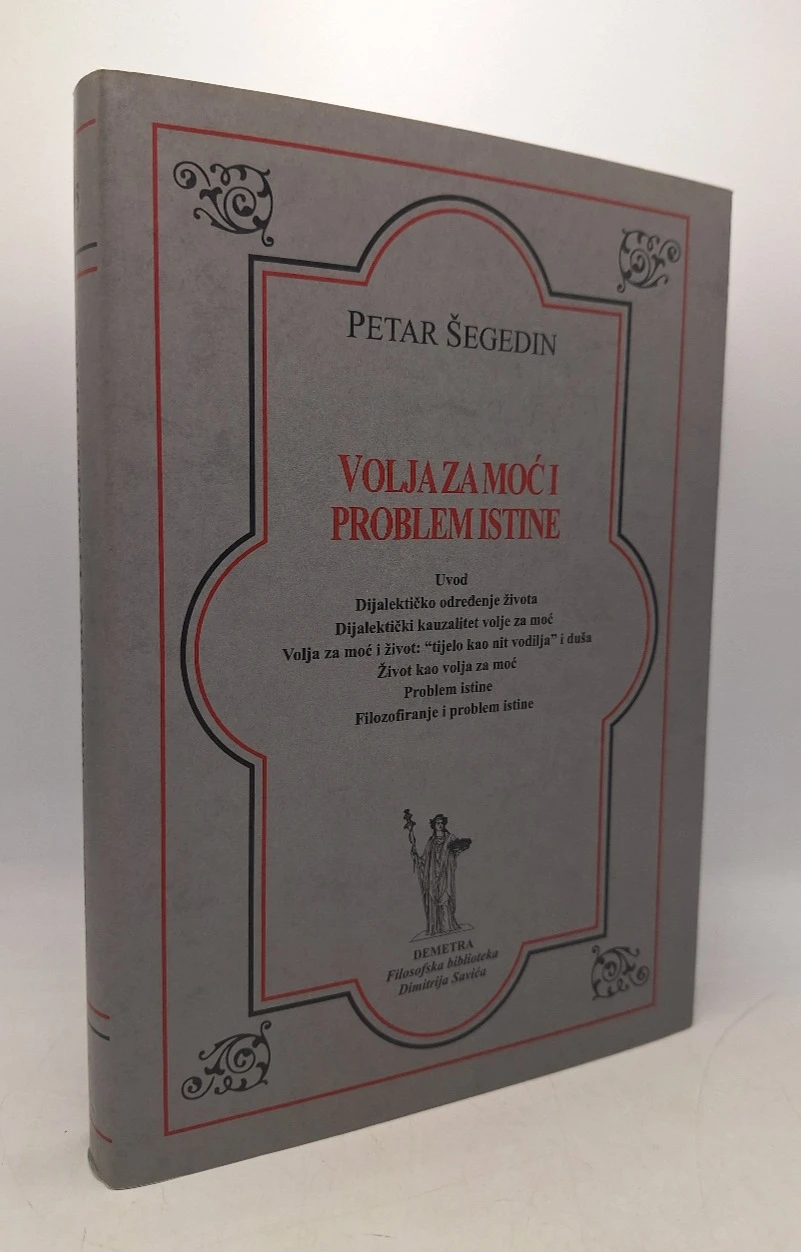 PETAR ŠEGEDIN
VOLJA ZA MOĆ I
PROBLEM ISTINE
Uvod
Dijalektičko određenje života
Dijalektički kauzalitet volje za moć
Volja za moć i život: “tijelo kao nit vodilja” i duša
Život kao volja za moć
Problem istine
Filozofiranje i problem istine
DEMETRA
Filosofska biblioteka
Dimitrija Savića